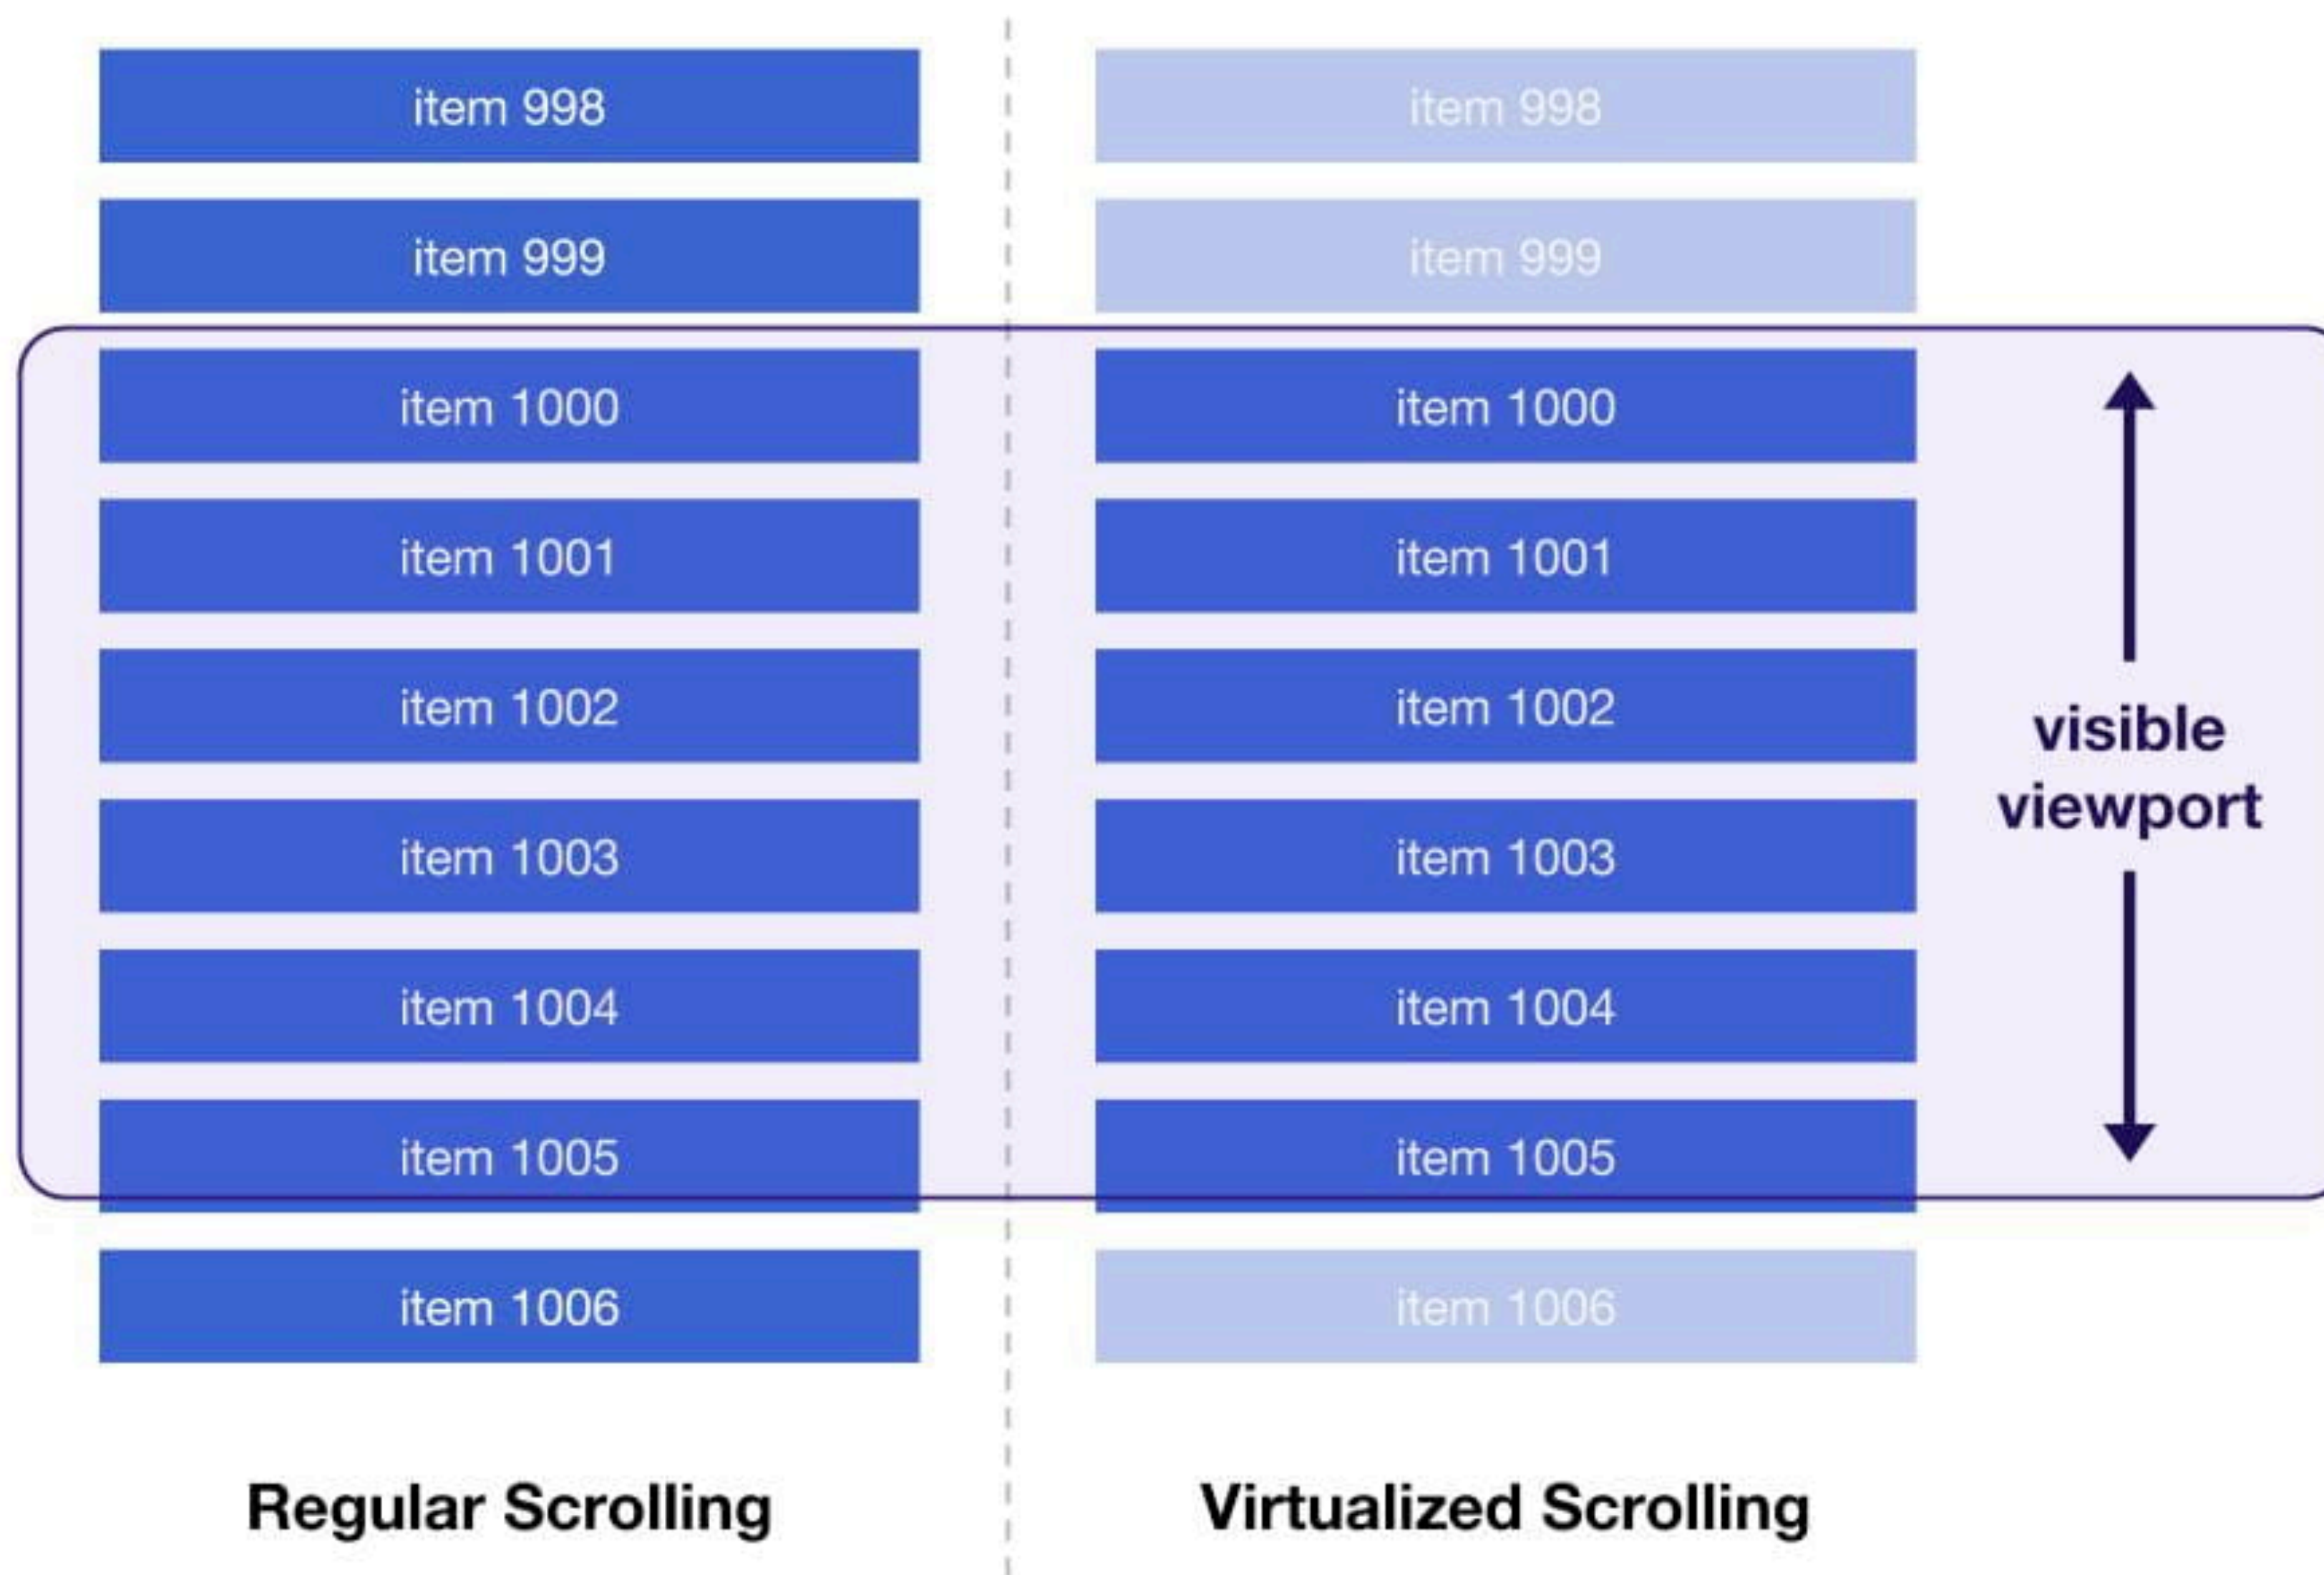 item 998
item 999
item 1000
item 1001
item 1002
item 1003
item 1004
item 1005
item 1006
Regular Scrolling
item 998
item 999
item 1000
item 1001
item 1002
item 1003
item 1004
item 1005
item 1006
Virtualized Scrolling
visible
viewport